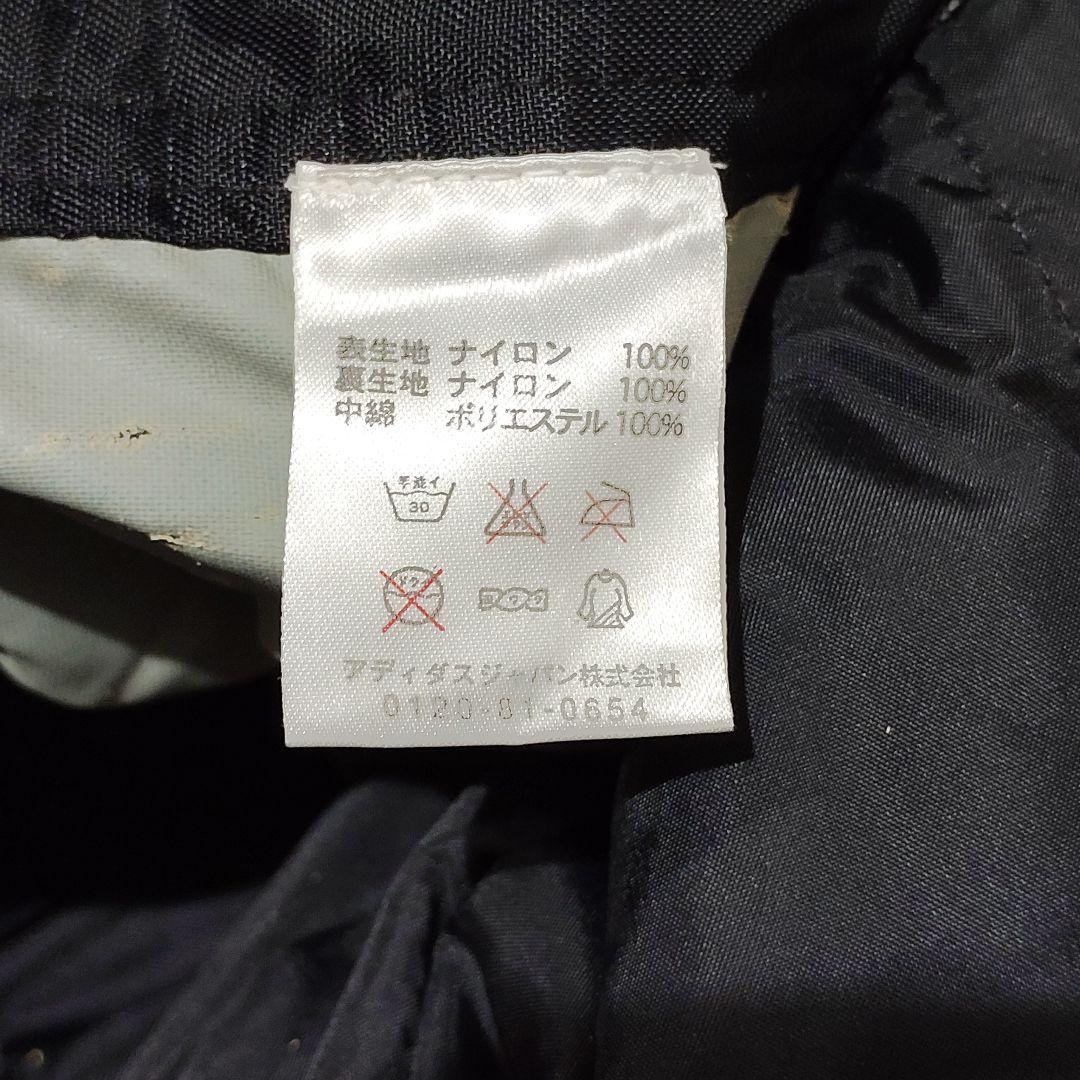 表生地 ナイロン 100%
裏生地 ナイロン 100%
中綿 ポリエステル 100%
手洗イ
30
アディダスジャパン株式会社
0120-81-0654